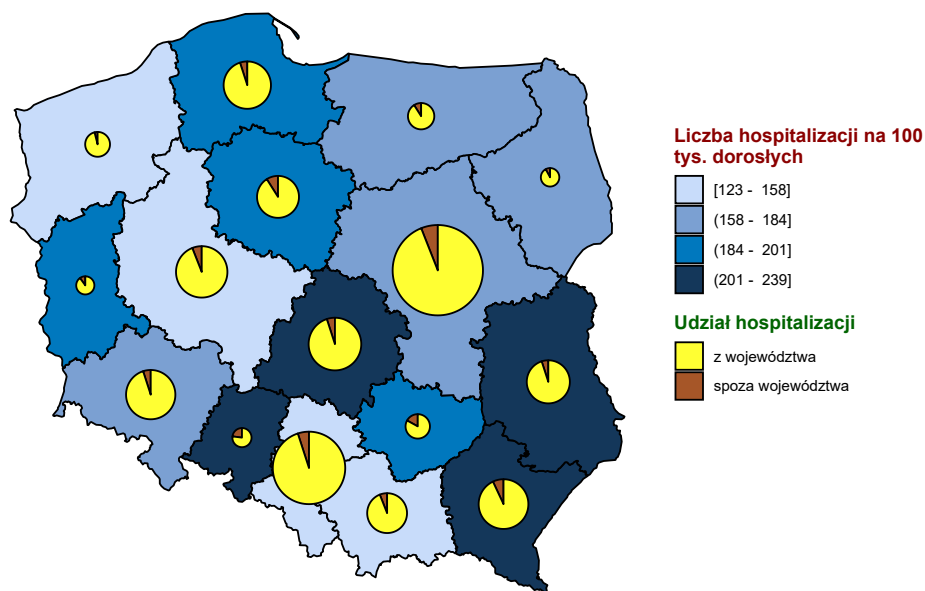 Liczba hospitalizacji na 100
tys. dorosłych
[123 - 158]
(158 - 184]
(184 - 201]
(201 - 239]
Udział hospitalizacji
z województwa
spoza województwa